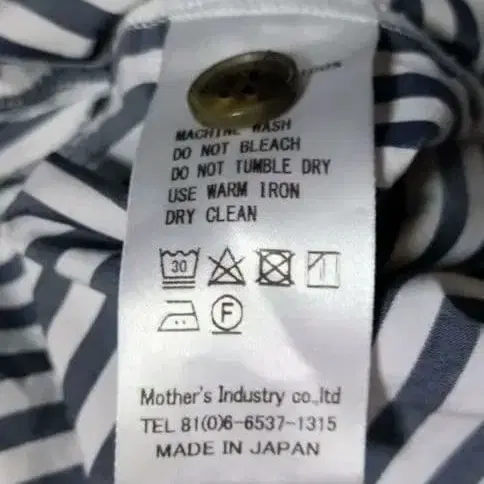 100%
MACHINE WASH
DO NOT BLEACH
DO NOT TUMBLE DRY
USE WARM IRON
DRY CLEAN
30
F
Mother's Industry co.,ltd
TEL 81(0)6-6537-1315
MADE IN JAPAN